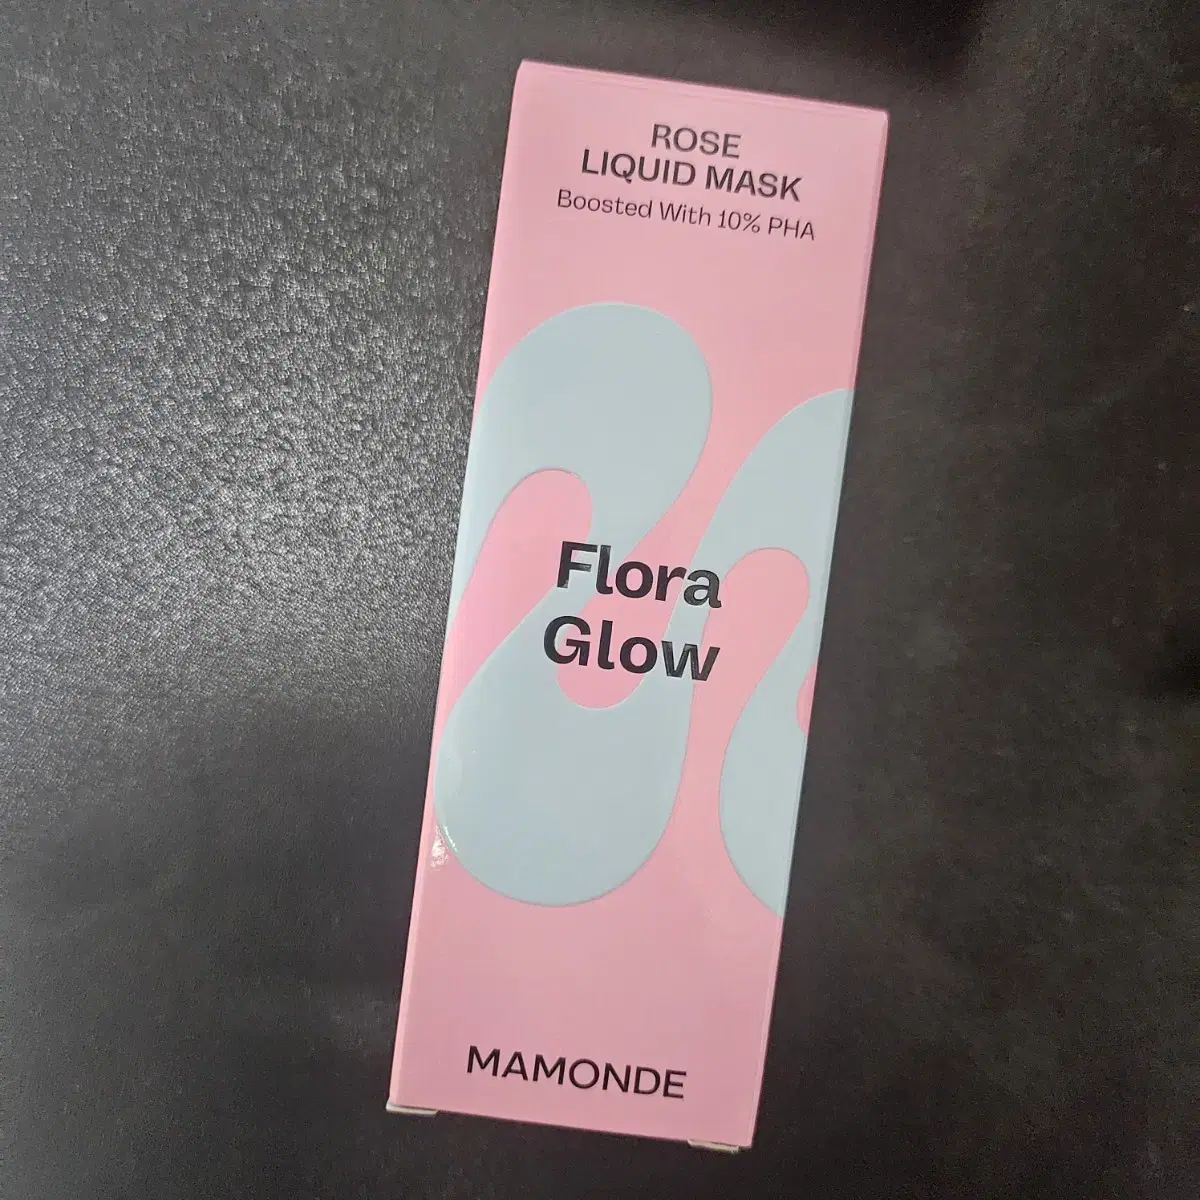 ROSE
LIQUID MASK
Boosted With 10% PHA
Flora
Glow
MAMONDE